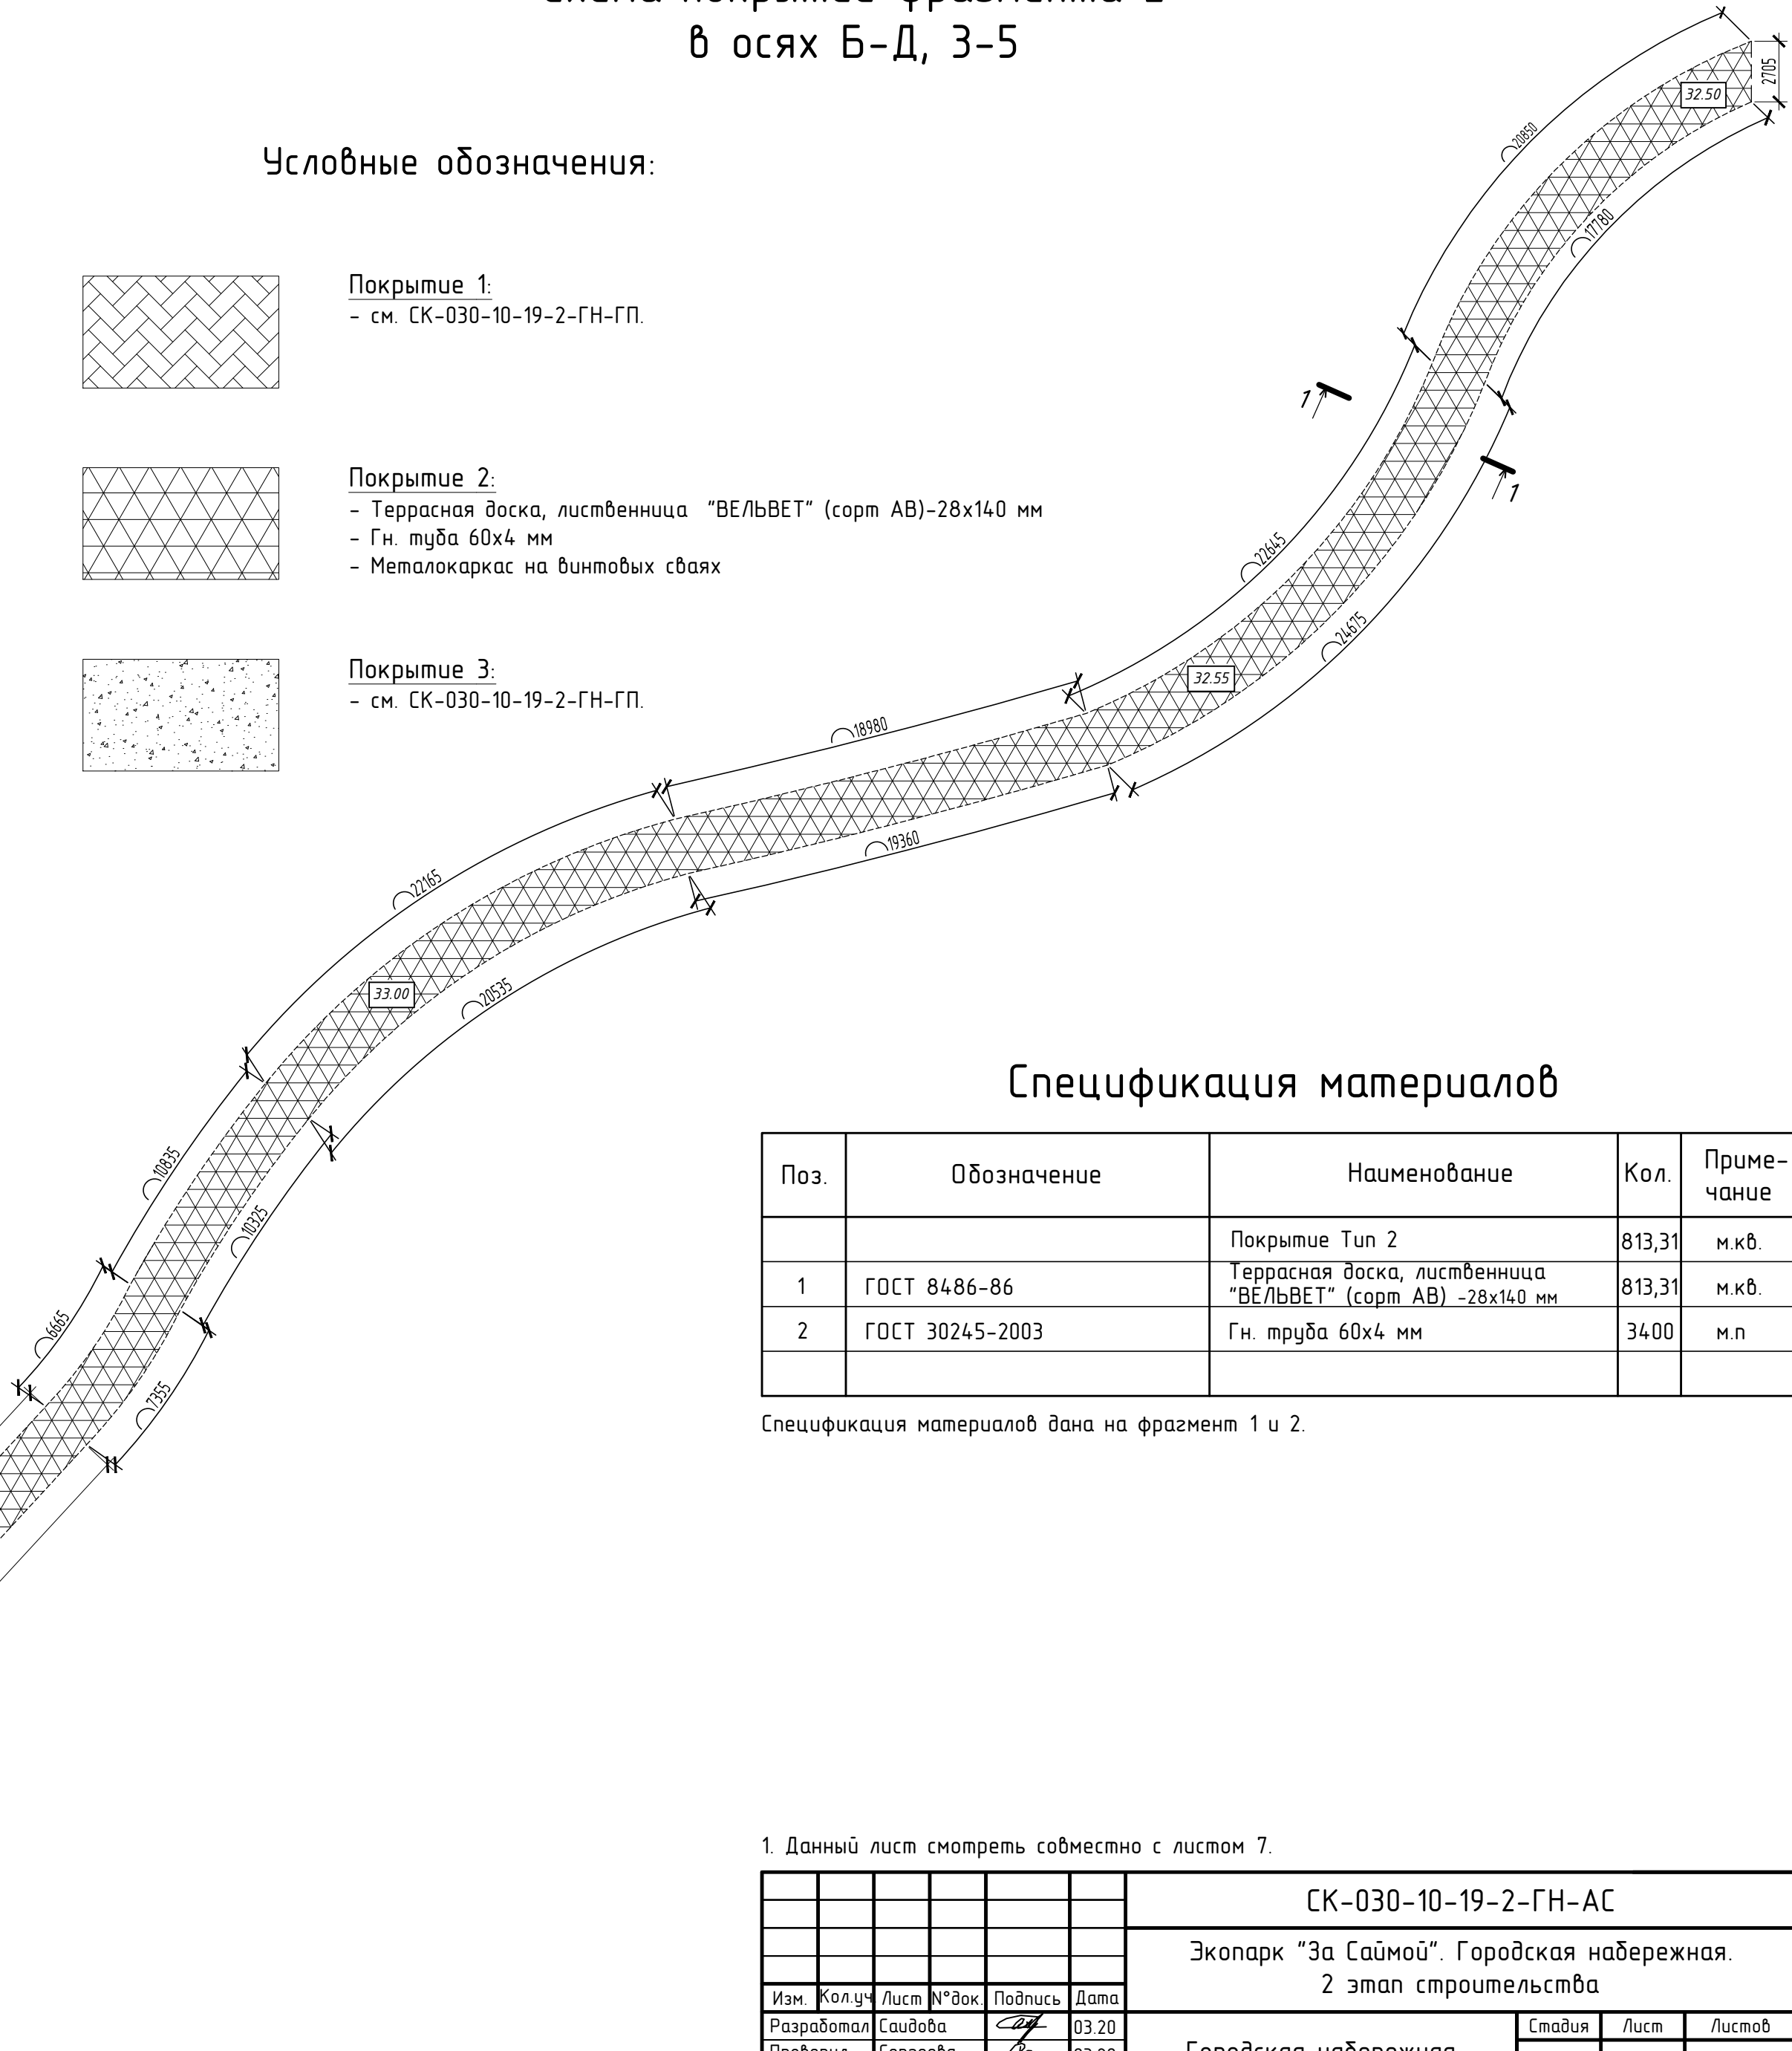 в осях Б-Д, 3-5
Условные обозначения:
Покрытие 1:
- см. СК-030-10-19-2-ГН-ГП.
Покрытие 2:
- Террасная доска, лиственница "ВЕЛЬВЕТ" (сорт АВ)-28х140 мм
- Гн. туба 60х4 мм
- Металокаркас на винтовых сваях
Покрытие 3:
- см. СК-030-10-19-2-ГН-ГП.
2705
32.50
20850
17780
1
1
22645
24675
32.55
18980
19360
22165
20535
33.00
10835
10325
6665
7355
Спецификация материалов
Поз. Обозначение Наименование Кол. Приме-
чание
Покрытие Тип 2 813,31 м.кв.
1 ГОСТ 8486-86 Террасная доска, лиственница
"ВЕЛЬВЕТ" (сорт АВ) -28х140 мм 813,31 м.кв.
2 ГОСТ 30245-2003 Гн. труба 60х4 мм 3400 м.п
Спецификация материалов дана на фрагмент 1 и 2.
1. Данный лист смотреть совместно с листом 7.
СК-030-10-19-2-ГН-АС
Экопарк "За Саймой". Городская набережная.
2 этап строительства
Изм. Кол.уч Лист №док. Подпись Дата
Разработал Саидова 03.20
Стадия Лист Листов